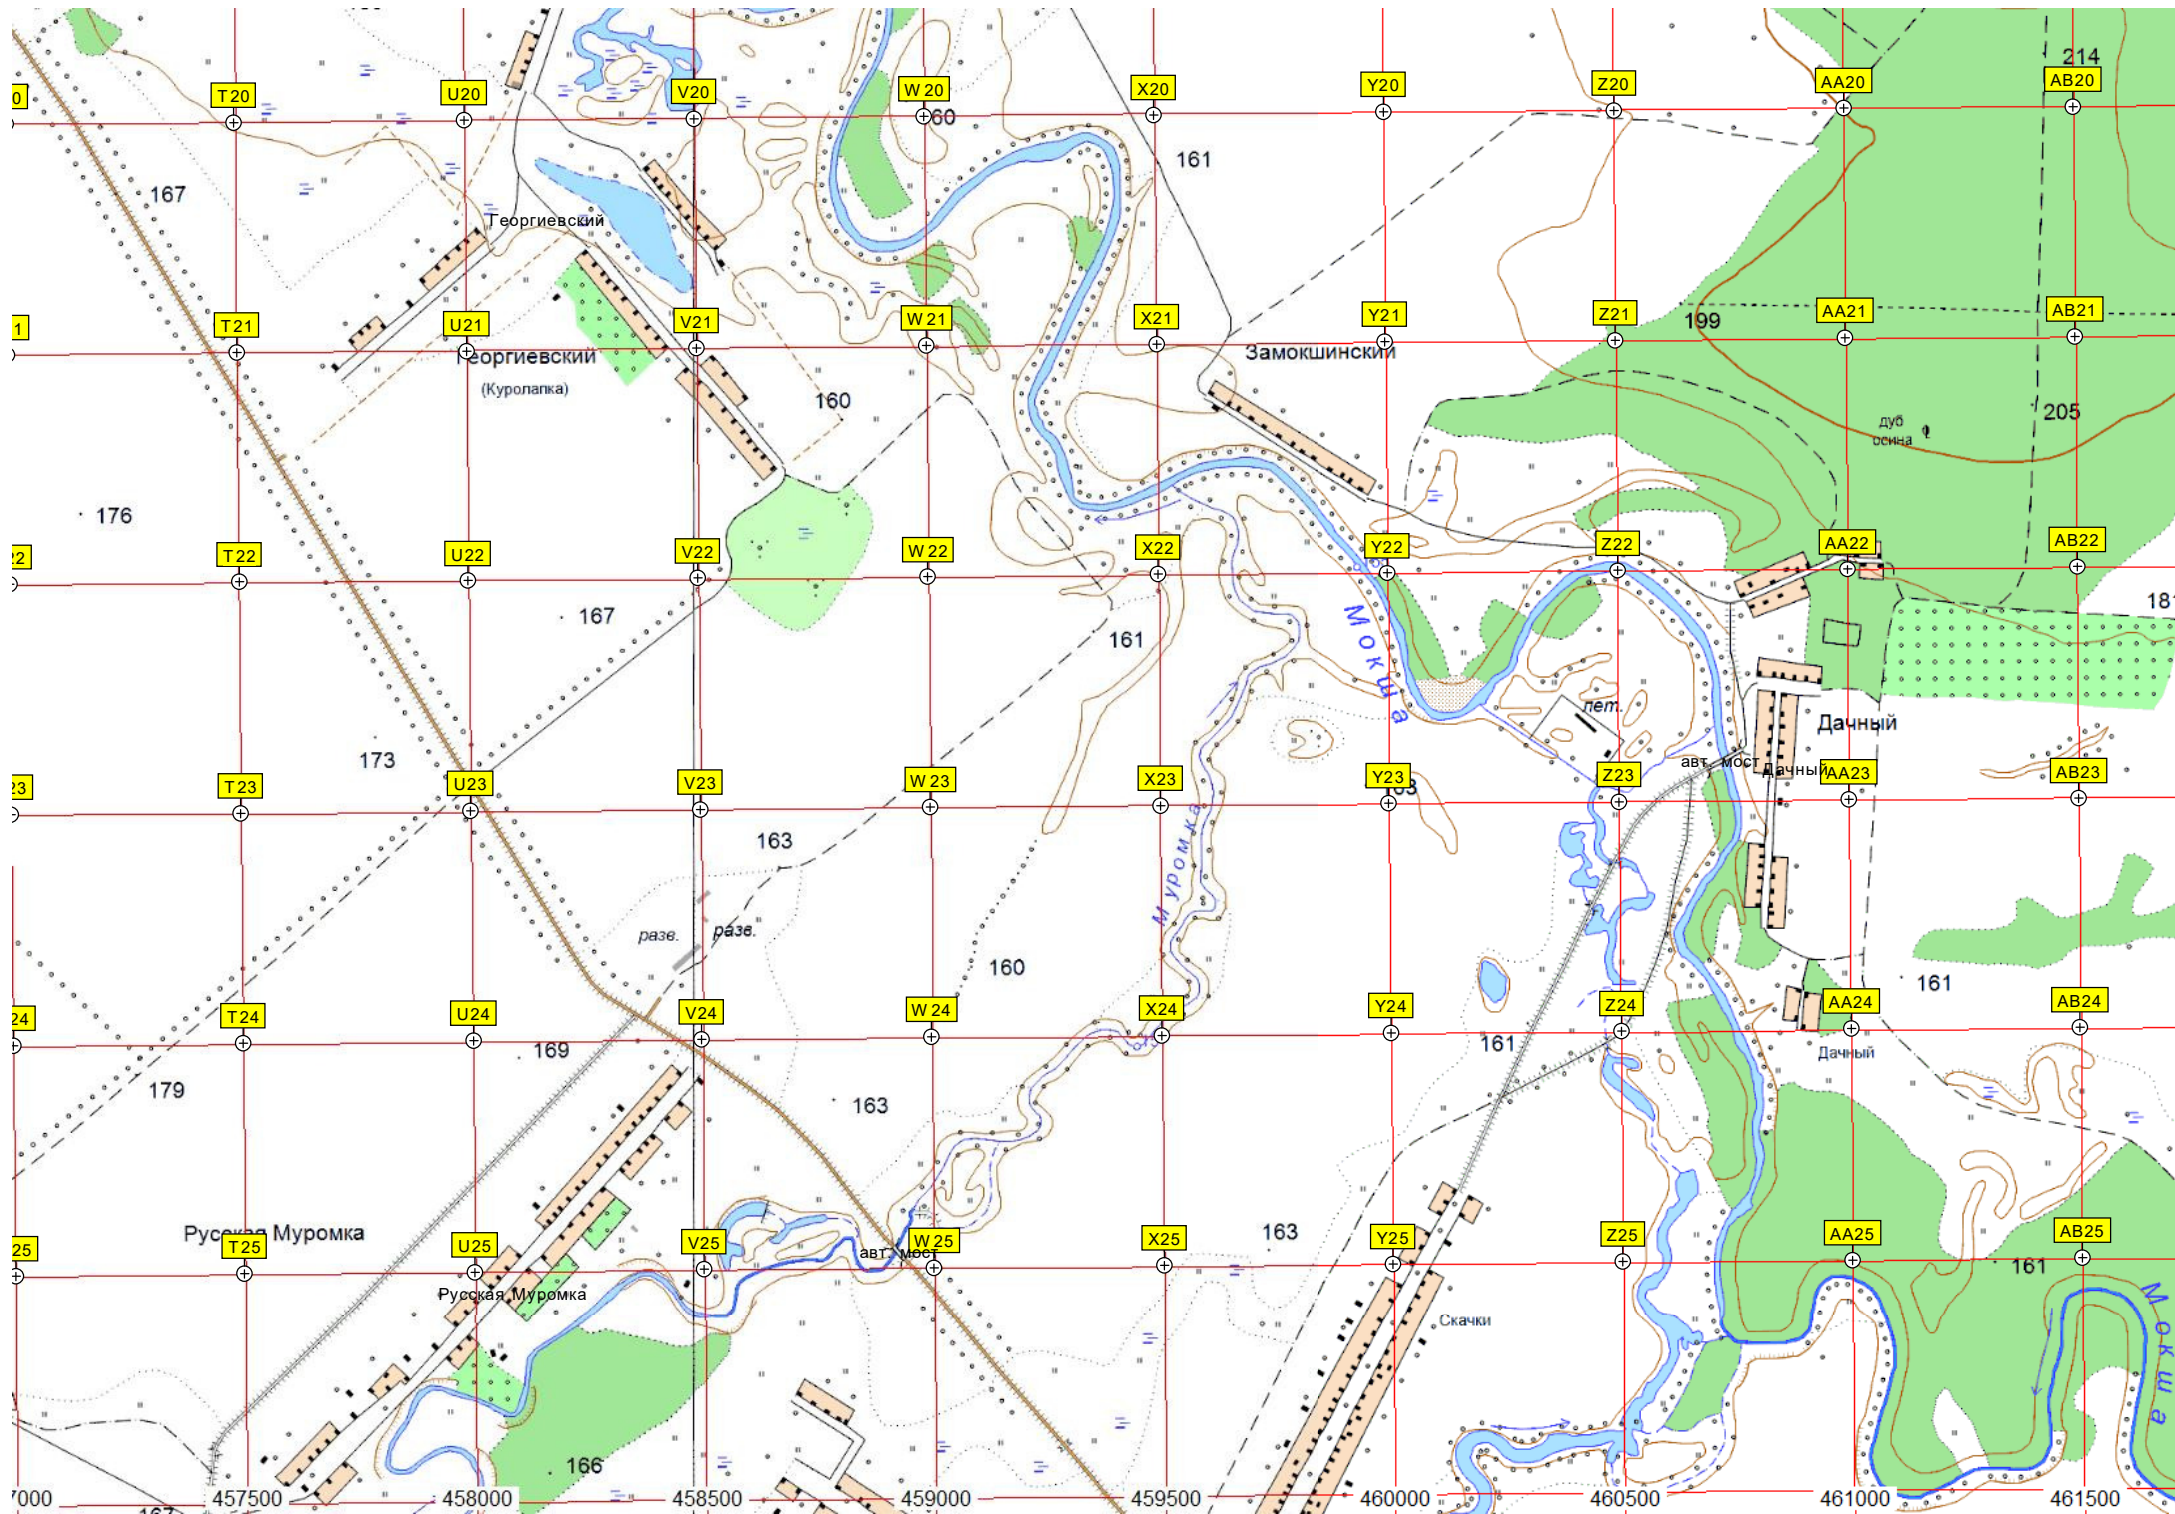 214
T20
U20
V20
W20
X20
Y20
Z20
AA20
AB20
60
161
167
Георгиевский
T21
U21
V21
W21
X21
Y21
Z21
AA21
AB21
199
Георгиевский
(Куролапка)
Замокшинский
160
205
дуб
осина
176
T22
U22
V22
W22
X22
Y22
Z22
AA22
AB22
167
161
181
Мокша
лет.
Дачный
173
авт. мост
Дачный
T23
U23
V23
W23
X23
Y23
Z23
AA23
AB23
63
163
Муромка
разв.
разв.
160
161
T24
U24
V24
W24
X24
Y24
Z24
AA24
AB24
169
161
Дачный
179
163
Русская Муромка
163
T25
U25
V25
W25
X25
Y25
Z25
AA25
AB25
авт. мост
161
Русская Муромка
Скачки
Мокша
166
7000
457500
458000
458500
459000
459500
460000
460500
461000
461500